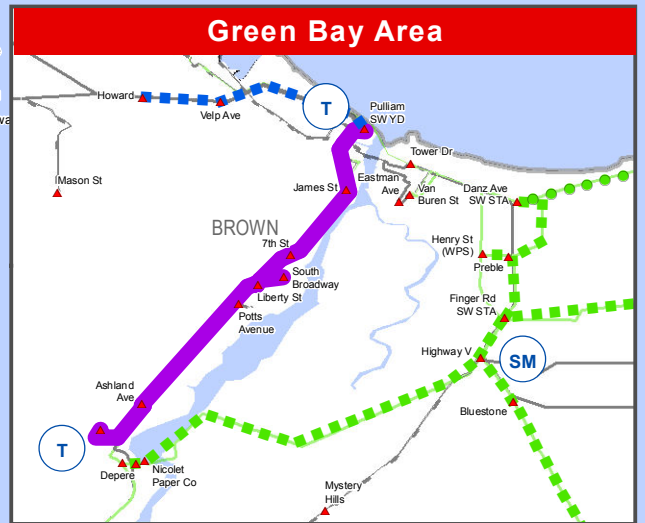 Green Bay Area
Howard
Velp Ave
T
Pulliam
SW YD
Tower Dr
Mason St
James St
Eastman
Ave
Van
Buren St
Danz Ave
SW STA
BROWN
7th St
Henry St
(WPS)
Preble
South
Broadway
Liberty St
Potts
Avenue
Finger Rd
SW STA
Highway V
SM
Ashland
Ave
Bluestone
T
Depere
Nicolet
Paper Co
Mystery
Hills